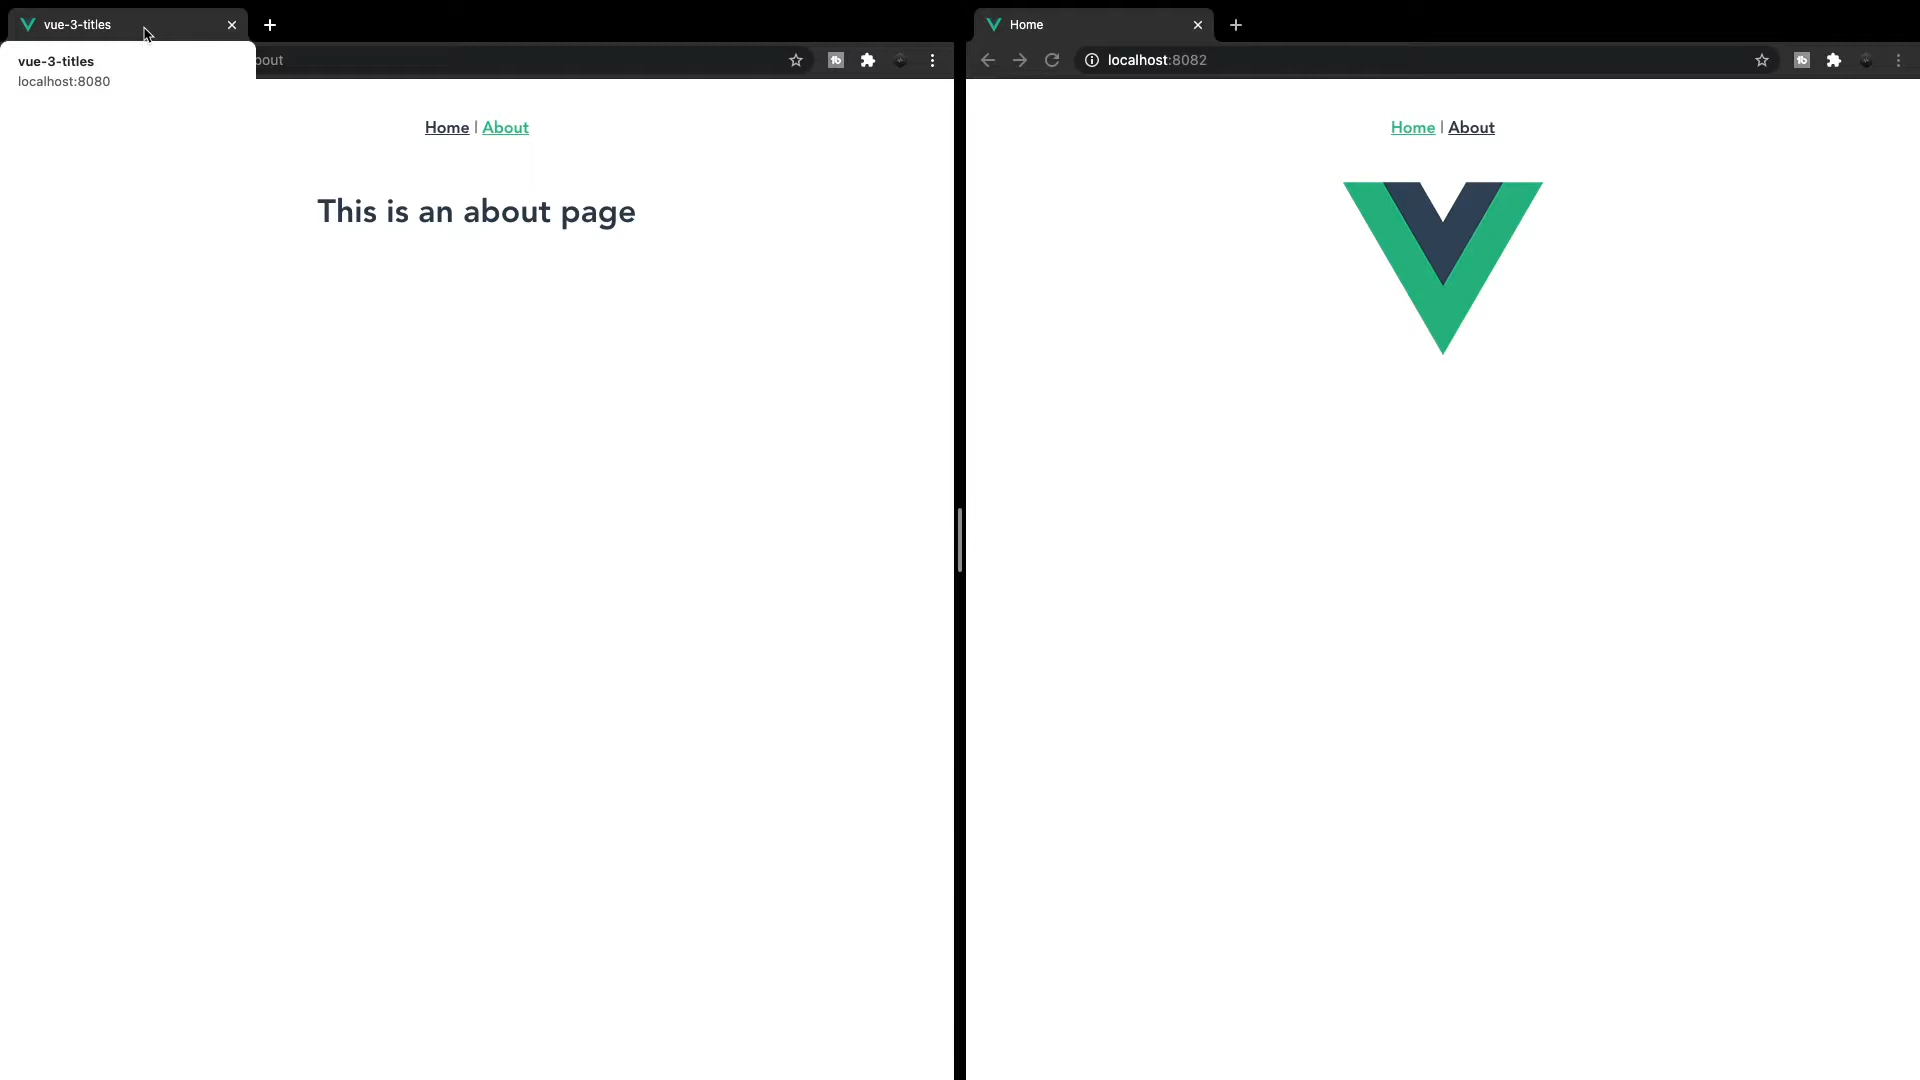 vue-3-titles
vue-3-titles
localhost:8080
bout
Home | About
This is an about page
Home
localhost:8082
Home | About